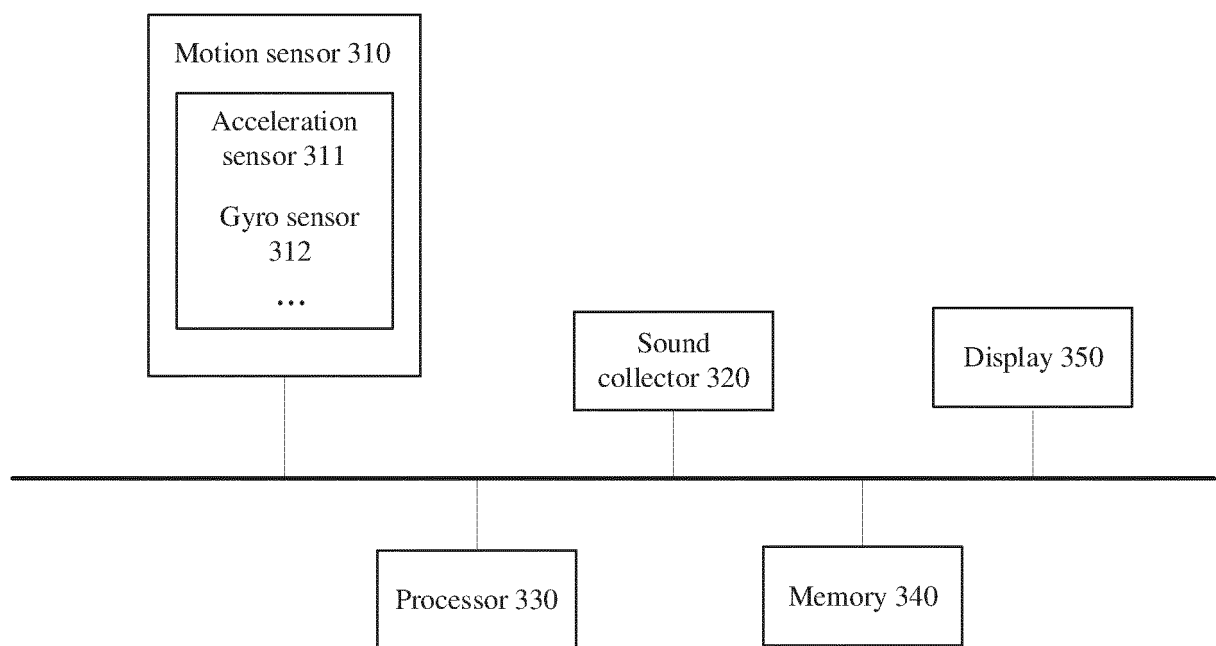 Motion sensor 310
Acceleration
sensor 311
Gyro sensor
312
...
Sound
collector 320
Display 350
Processor 330
Memory 340